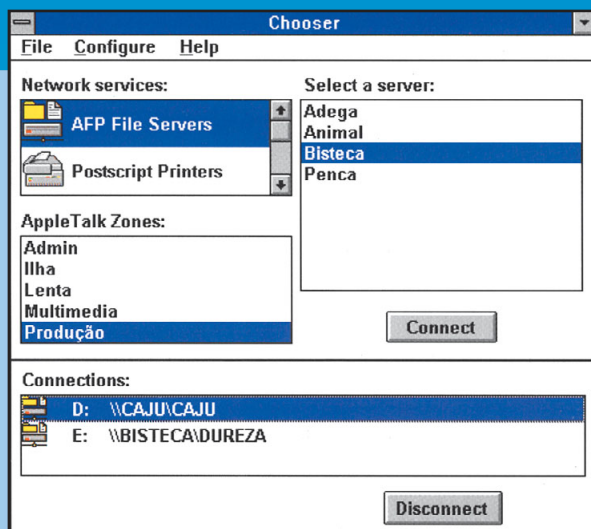 Chooser
File Configure Help
Network services:
AFP File Servers
Postscript Printers
AppleTalk Zones:
Admin
Ilha
Lenta
Multimedia
Produção
Select a server:
Adega
Animal
Bisteca
Penca
Connect
Connections:
D: \\CAJU\CAJU
E: \\BISTECA\DUREZA
Disconnect